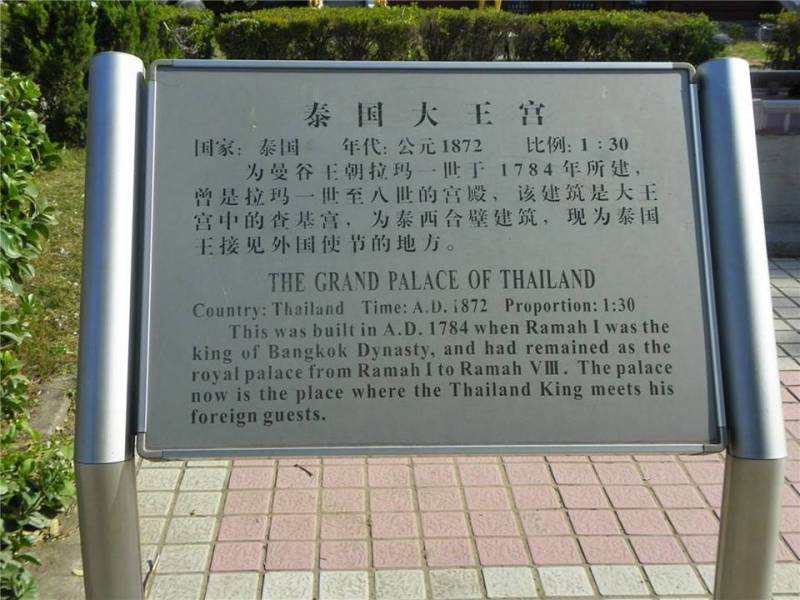 泰国大王宫
国家: 泰国 年代: 公元1872 比例: 1:30
为曼谷王朝拉玛一世于1784年所建,
曾是拉玛一世至八世的宫殿, 该建筑是大王
宫中的查基宫, 为泰西合壁建筑, 现为泰国
王接见外国使节的地方。
THE GRAND PALACE OF THAILAND
Country: Thailand Time: A.D. 1872 Proportion: 1:30
This was built in A.D. 1784 when Ramah I was the
king of Bangkok Dynasty, and had remained as the
royal palace from Ramah I to Ramah VIII. The palace
now is the place where the Thailand King meets his
foreign guests.